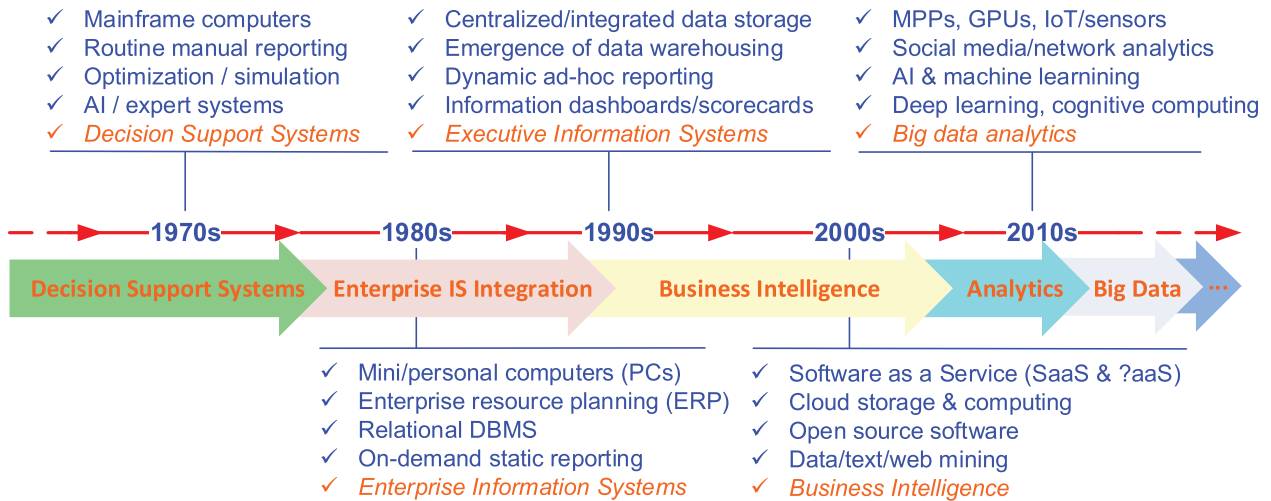 ✓ Mainframe computers
✓ Routine manual reporting
✓ Optimization / simulation
✓ AI / expert systems
✓ Decision Support Systems
✓ Centralized/integrated data storage
✓ Emergence of data warehousing
✓ Dynamic ad-hoc reporting
✓ Information dashboards/scorecards
✓ Executive Information Systems
✓ MPPs, GPUs, IoT/sensors
✓ Social media/network analytics
✓ AI & machine learnining
✓ Deep learning, cognitive computing
✓ Big data analytics
1970s
1980s
1990s
2000s
2010s
Decision Support Systems
Enterprise IS Integration
Business Intelligence
Analytics
Big Data
...
✓ Mini/personal computers (PCs)
✓ Enterprise resource planning (ERP)
✓ Relational DBMS
✓ On-demand static reporting
✓ Enterprise Information Systems
✓ Software as a Service (SaaS & ?aaS)
✓ Cloud storage & computing
✓ Open source software
✓ Data/text/web mining
✓ Business Intelligence